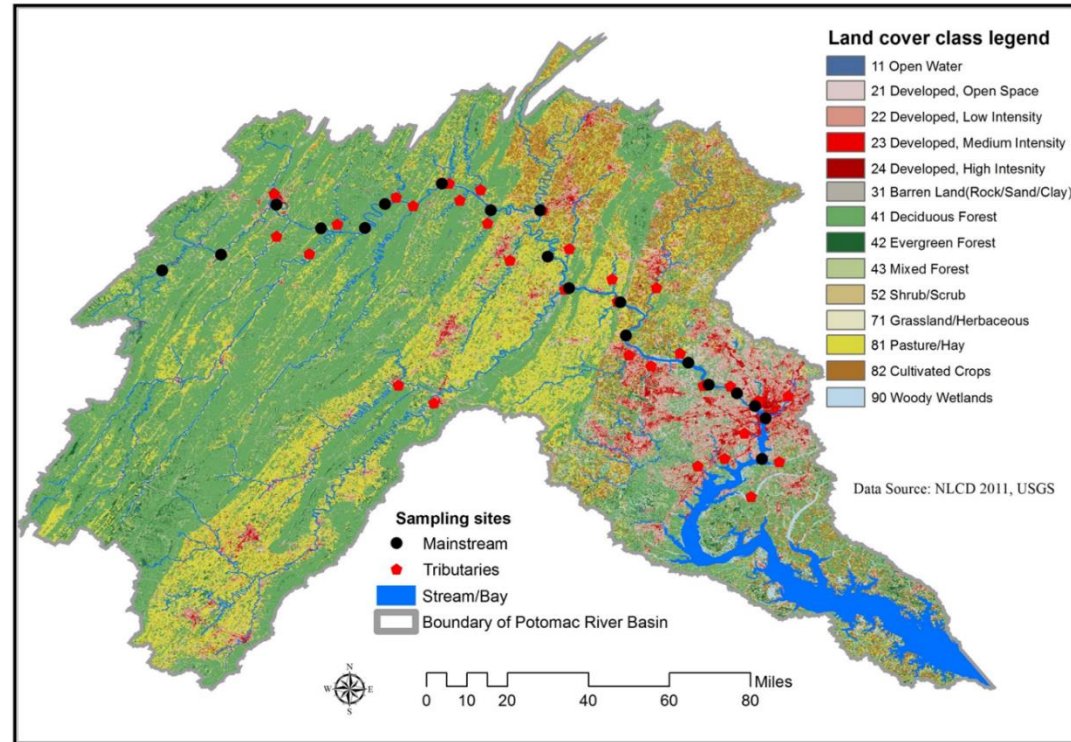 Land cover class legend
11 Open Water
21 Developed, Open Space
22 Developed, Low Intensity
23 Developed, Medium Intensity
24 Developed, High Intesnity
31 Barren Land(Rock/Sand/Clay)
41 Deciduous Forest
42 Evergreen Forest
43 Mixed Forest
52 Shrub/Scrub
71 Grassland/Herbaceous
81 Pasture/Hay
82 Cultivated Crops
90 Woody Wetlands
Data Source: NLCD 2011, USGS
Sampling sites
Mainstream
Tributaries
Stream/Bay
Boundary of Potomac River Basin
N
W E
S
Miles
0 10 20 40 60 80